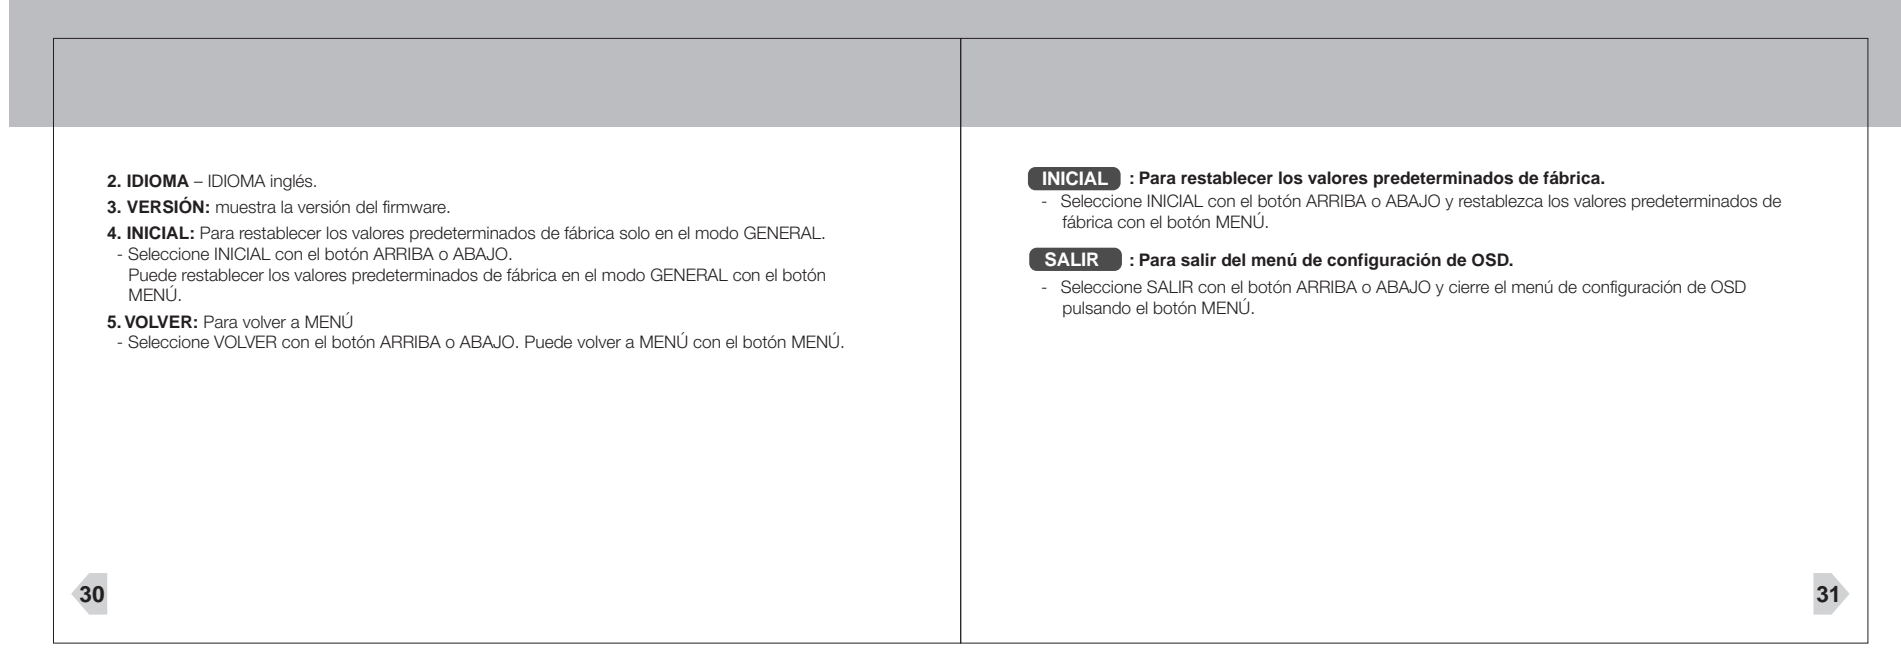 2. IDIOMA – IDIOMA inglés.
3. VERSIÓN: muestra la versión del firmware.
4. INICIAL: Para restablecer los valores predeterminados de fábrica solo en el modo GENERAL.
- Seleccione INICIAL con el botón ARRIBA o ABAJO.
Puede restablecer los valores predeterminados de fábrica en el modo GENERAL con el botón
MENÚ.
5. VOLVER: Para volver a MENÚ
- Seleccione VOLVER con el botón ARRIBA o ABAJO. Puede volver a MENÚ con el botón MENÚ.
30
INICIAL : Para restablecer los valores predeterminados de fábrica.
- Seleccione INICIAL con el botón ARRIBA o ABAJO y restablezca los valores predeterminados de
fábrica con el botón MENÚ.
SALIR : Para salir del menú de configuración de OSD.
- Seleccione SALIR con el botón ARRIBA o ABAJO y cierre el menú de configuración de OSD
pulsando el botón MENÚ.
31